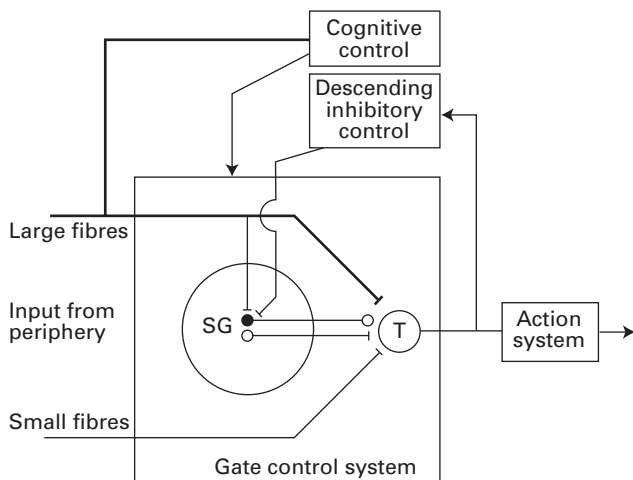 Cognitive
control
Descending
inhibitory
control
Large fibres
Input from
periphery
SG
T
Action
system
Small fibres
Gate control system